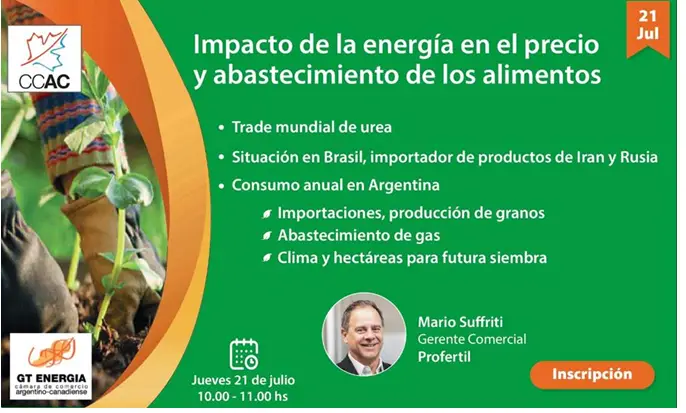 CCAC
21
Jul
Impacto de la energía en el precio
y abastecimiento de los alimentos
• Trade mundial de urea
• Situación en Brasil, importador de productos de Iran y Rusia
• Consumo anual en Argentina
Importaciones, producción de granos
Abastecimiento de gas
Clima y hectáreas para futura siembra
GT ENERGIA
cámara de comercio
argentino-canadiense
Jueves 21 de julio
10.00 - 11.00 hs
Mario Suffriti
Gerente Comercial
Profertil
Inscripción